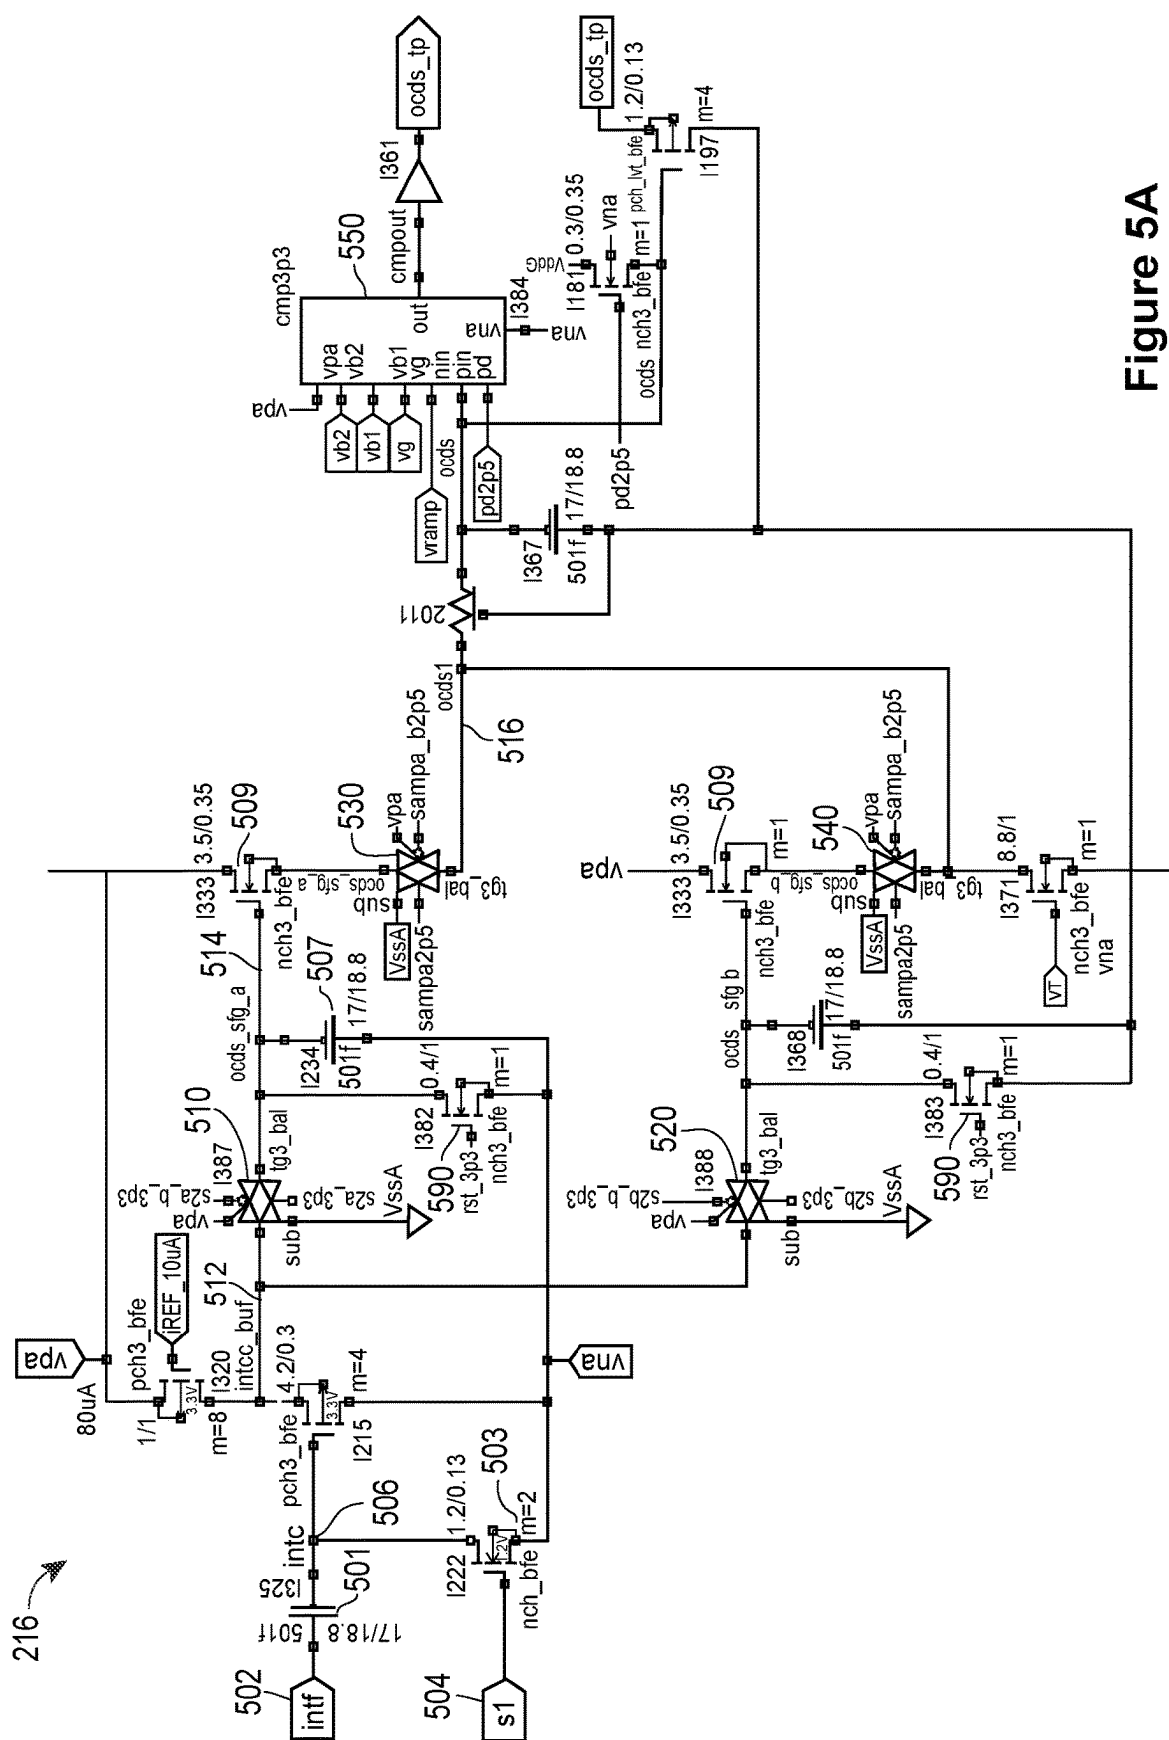 216
502
intf
501f
17/18.8
I325
501
intc
506
504
s1
I222
1.2/0.13
503
1.2V
m=2
nch_bfe
vpa
80uA
1/1
3.3V
m=8
pch3_bfe
iREF_10uA
I320
intcc_buf
512
pch3_bfe
4.2/0.3
3.3V
m=4
I215
vna
vpa
s2a_b_3p3
I387
510
tg3_bal
s2a_3p3
sub
VssA
ocds_sfg_a
514
I234
507
501f
17/18.8
I382
0.4/1
590
rst_3p3
nch3_bfe
m=1
I333
3.5/0.35
509
nch3_bfe
ocds_sfg_a
530
vpa
sampa_b2p5
sub
VssA
sampa2p5
tg3_bal
516
ocds1
2011
vpa
s2b_b_3p3
I388
520
tg3_bal
s2b_3p3
sub
VssA
ocds
sfg b
I368
501f
17/18.8
I383
0.4/1
590
rst_3p3
nch3_bfe
m=1
vpa
I333
3.5/0.35
509
nch3_bfe
m=1
ocds_sfg_b
540
vpa
sampa_b2p5
sub
VssA
sampa2p5
tg3_bal
I371
8.8/1
VT
nch3_bfe
vna
m=1
ocds
I367
501f
17/18.8
vramp
pd2p5
vg
vb1
vb2
vpa
cmp3p3
550
vpa
vb2
vb1
vg
nin
pin
pd
out
vna
I384
vna
cmpout
I361
ocds_tp
pd2p5
ocds
nch3_bfe
VddG
I181
0.3/0.35
vna
m=1
pch_lvt_bfe
ocds_tp
1.2/0.13
I197
m=4
Figure 5A